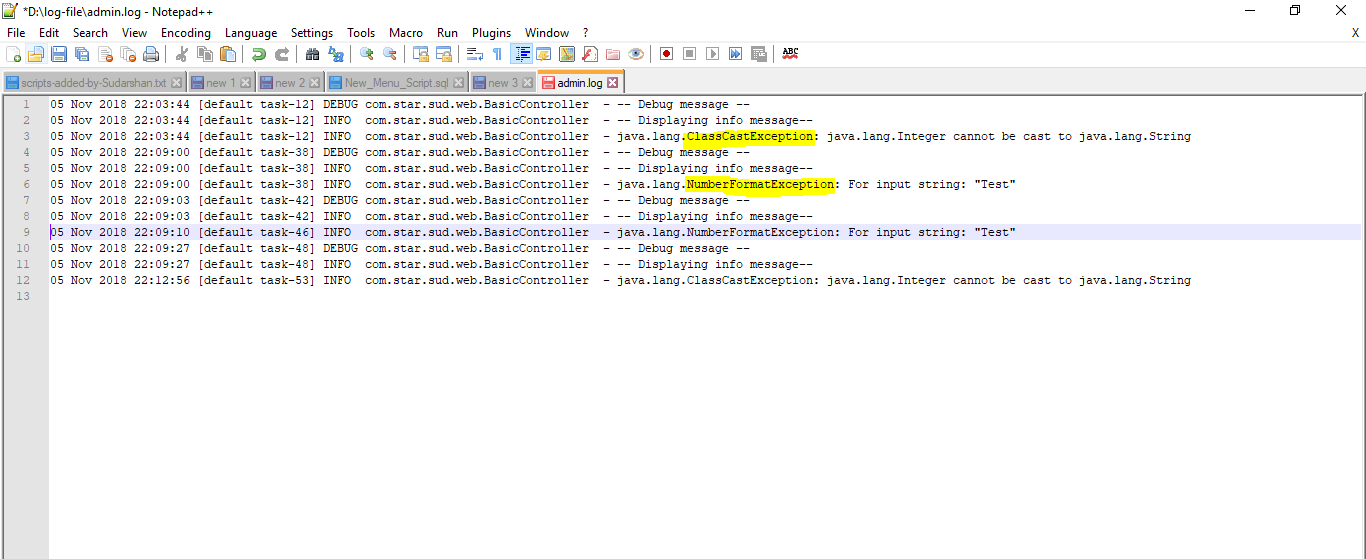 *D:\log-file\admin.log - Notepad++
File Edit Search View Encoding Language Settings Tools Macro Run Plugins Window ? X
ABC
scripts-added-by-Sudarshan.txt new 1 new 2 New_Menu_Script.sql new 3 admin.log
1 05 Nov 2018 22:03:44 [default task-12] DEBUG com.star.sud.web.BasicController - -- Debug message --
2 05 Nov 2018 22:03:44 [default task-12] INFO com.star.sud.web.BasicController - -- Displaying info message--
3 05 Nov 2018 22:03:44 [default task-12] INFO com.star.sud.web.BasicController - java.lang.ClassCastException: java.lang.Integer cannot be cast to java.lang.String
4 05 Nov 2018 22:09:00 [default task-38] DEBUG com.star.sud.web.BasicController - -- Debug message --
5 05 Nov 2018 22:09:00 [default task-38] INFO com.star.sud.web.BasicController - -- Displaying info message--
6 05 Nov 2018 22:09:00 [default task-38] INFO com.star.sud.web.BasicController - java.lang.NumberFormatException: For input string: "Test"
7 05 Nov 2018 22:09:03 [default task-42] DEBUG com.star.sud.web.BasicController - -- Debug message --
8 05 Nov 2018 22:09:03 [default task-42] INFO com.star.sud.web.BasicController - -- Displaying info message--
9 05 Nov 2018 22:09:10 [default task-46] INFO com.star.sud.web.BasicController - java.lang.NumberFormatException: For input string: "Test"
10 05 Nov 2018 22:09:27 [default task-48] DEBUG com.star.sud.web.BasicController - -- Debug message --
11 05 Nov 2018 22:09:27 [default task-48] INFO com.star.sud.web.BasicController - -- Displaying info message--
12 05 Nov 2018 22:12:56 [default task-53] INFO com.star.sud.web.BasicController - java.lang.ClassCastException: java.lang.Integer cannot be cast to java.lang.String
13